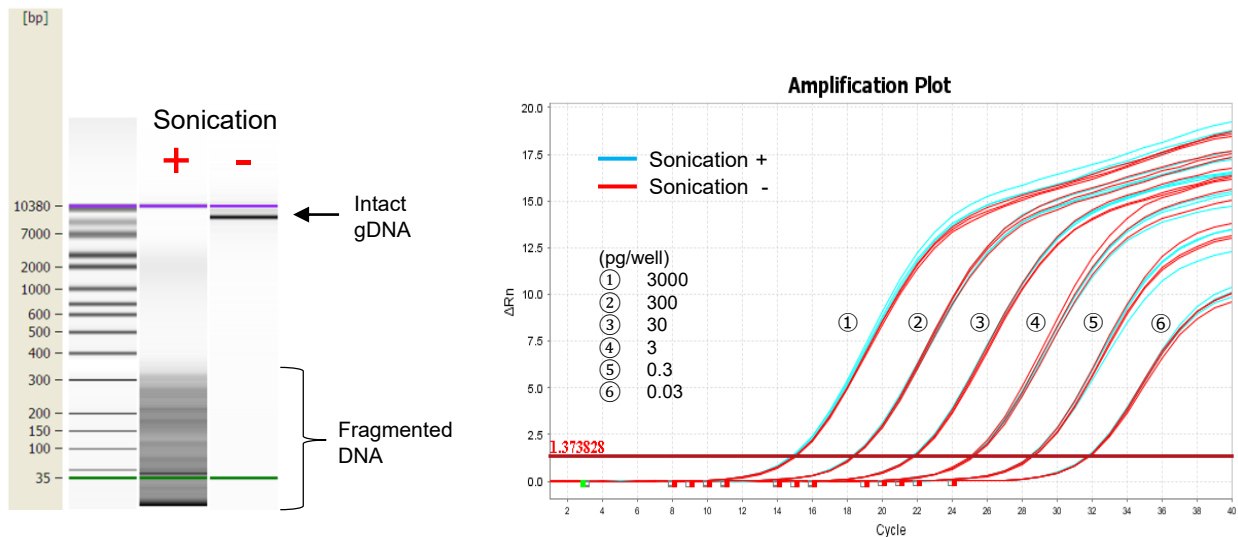 [bp]
Sonication
+ -
10380
7000
2000
1000
600
500
400
300
200
150
100
35
Intact
gDNA
Fragmented
DNA
Amplification Plot
Sonication +
Sonication -
(pg/well)
① 3000
② 300
③ 30
④ 3
⑤ 0.3
⑥ 0.03
① ② ③ ④ ⑤ ⑥
1.373828
ΔRn
20.0
17.5
15.0
12.5
10.0
7.5
5.0
2.5
0.0
2 4 6 8 10 12 14 16 18 20 22 24 26 28 30 32 34 36 38 40
Cycle